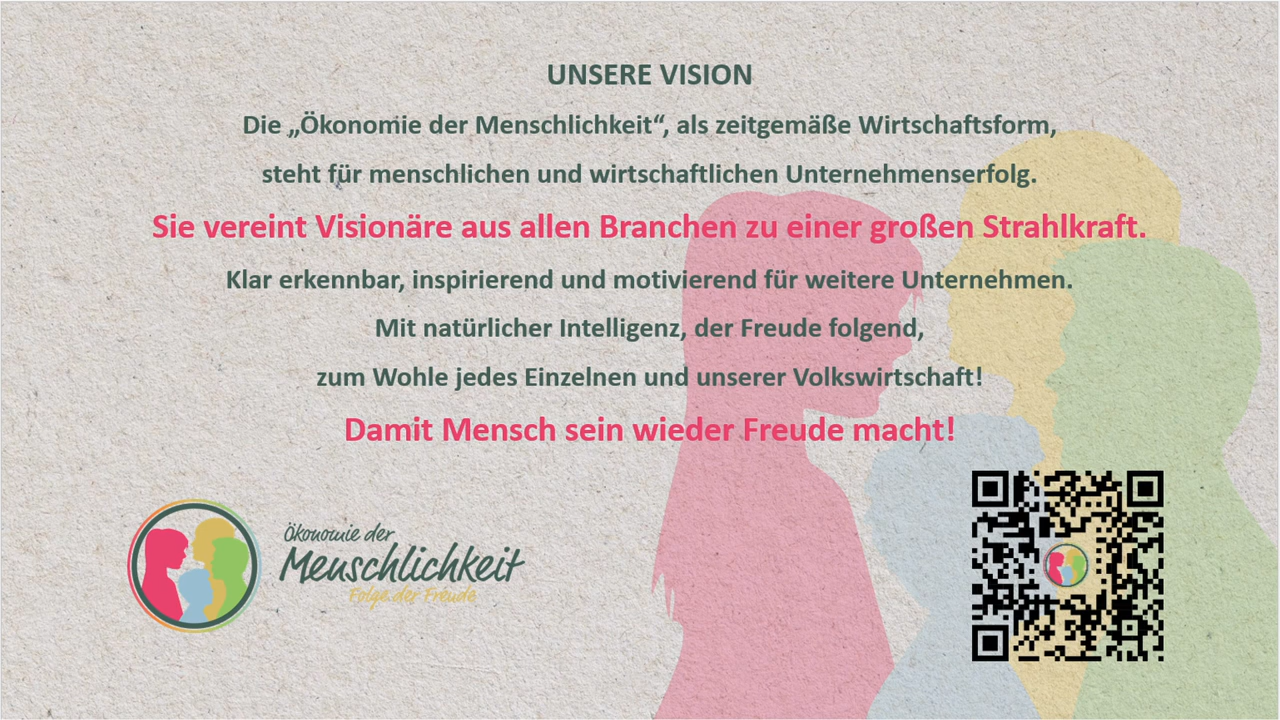 UNSERE VISION
Die „Ökonomie der Menschlichkeit“, als zeitgemäße Wirtschaftsform,
steht für menschlichen und wirtschaftlichen Unternehmenserfolg.
Sie vereint Visionäre aus allen Branchen zu einer großen Strahlkraft.
Klar erkennbar, inspirierend und motivierend für weitere Unternehmen.
Mit natürlicher Intelligenz, der Freude folgend,
zum Wohle jedes Einzelnen und unserer Volkswirtschaft!
Damit Mensch sein wieder Freude macht!
Ökonomie der
Menschlichkeit
Folge der Freude